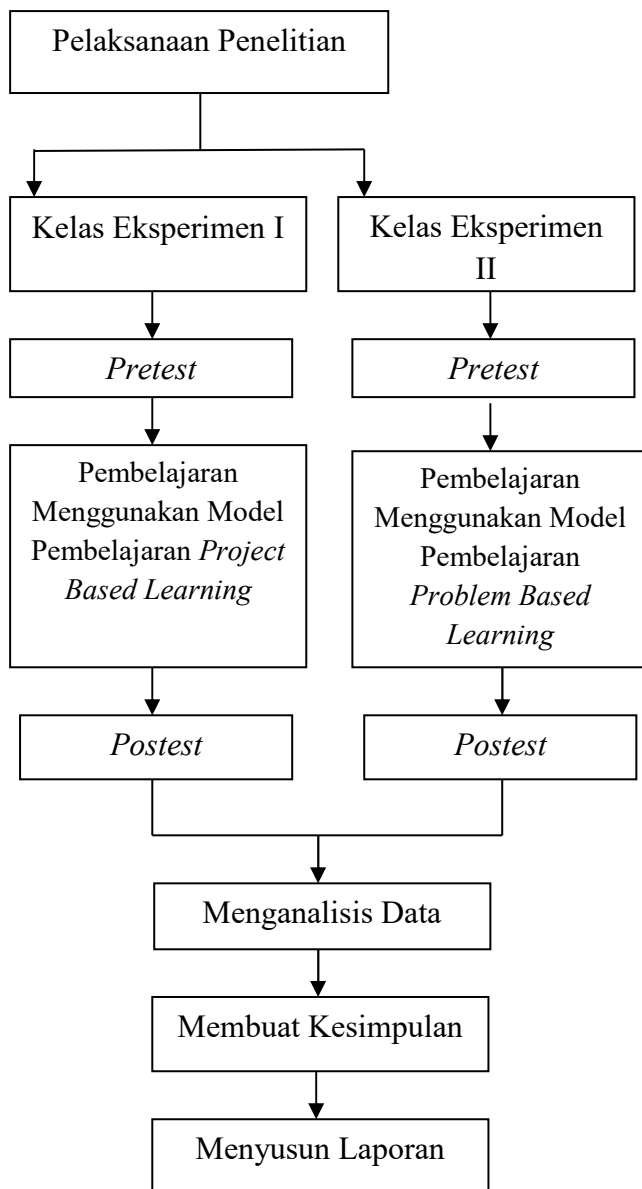 Pelaksanaan Penelitian
Kelas Eksperimen I
Kelas Eksperimen
II
Pretest
Pretest
Pembelajaran
Menggunakan Model
Pembelajaran Project
Based Learning
Pembelajaran
Menggunakan Model
Pembelajaran
Problem Based
Learning
Postest
Postest
Menganalisis Data
Membuat Kesimpulan
Menyusun Laporan